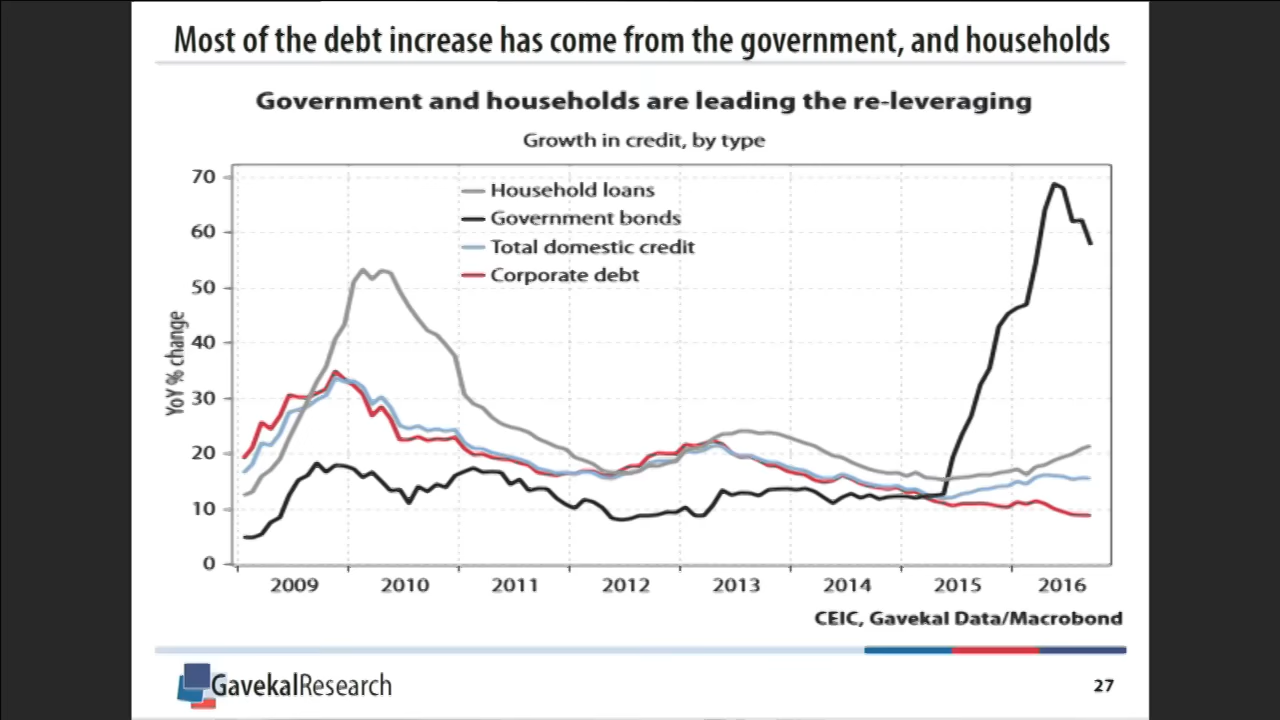 Most of the debt increase has come from the government, and households
Government and households are leading the re-leveraging
Growth in credit, by type
Household loans
Government bonds
Total domestic credit
Corporate debt
YoY % change
70
60
50
40
30
20
10
0
2009 2010 2011 2012 2013 2014 2015 2016
CEIC, Gavekal Data/Macrobond
GavekalResearch
27